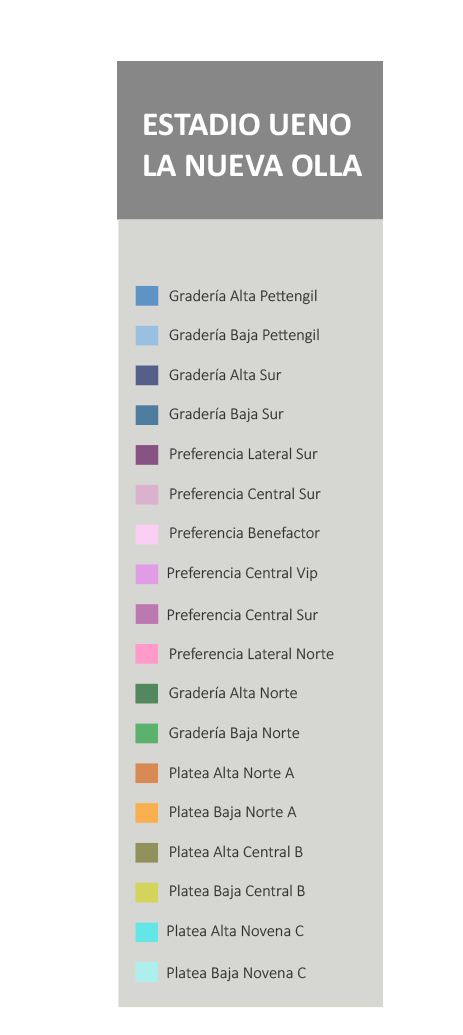 ESTADIO UENO
LA NUEVA OLLA
Gradería Alta Pettengil
Gradería Baja Pettengil
Gradería Alta Sur
Gradería Baja Sur
Preferencia Lateral Sur
Preferencia Central Sur
Preferencia Benefactor
Preferencia Central Vip
Preferencia Central Sur
Preferencia Lateral Norte
Gradería Alta Norte
Gradería Baja Norte
Platea Alta Norte A
Platea Baja Norte A
Platea Alta Central B
Platea Baja Central B
Platea Alta Novena C
Platea Baja Novena C